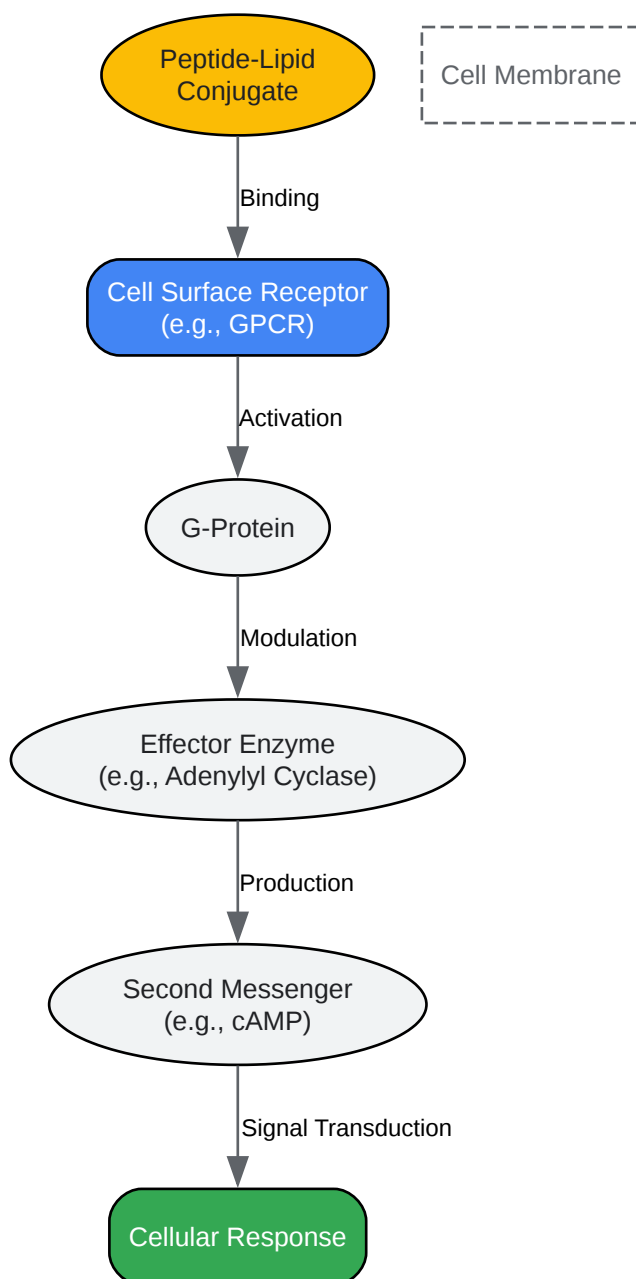 Peptide-Lipid
Conjugate
Cell Membrane
Binding
Cell Surface Receptor
(e.g., GPCR)
Activation
G-Protein
Modulation
Effector Enzyme
(e.g., Adenylyl Cyclase)
Production
Second Messenger
(e.g., cAMP)
Signal Transduction
Cellular Response